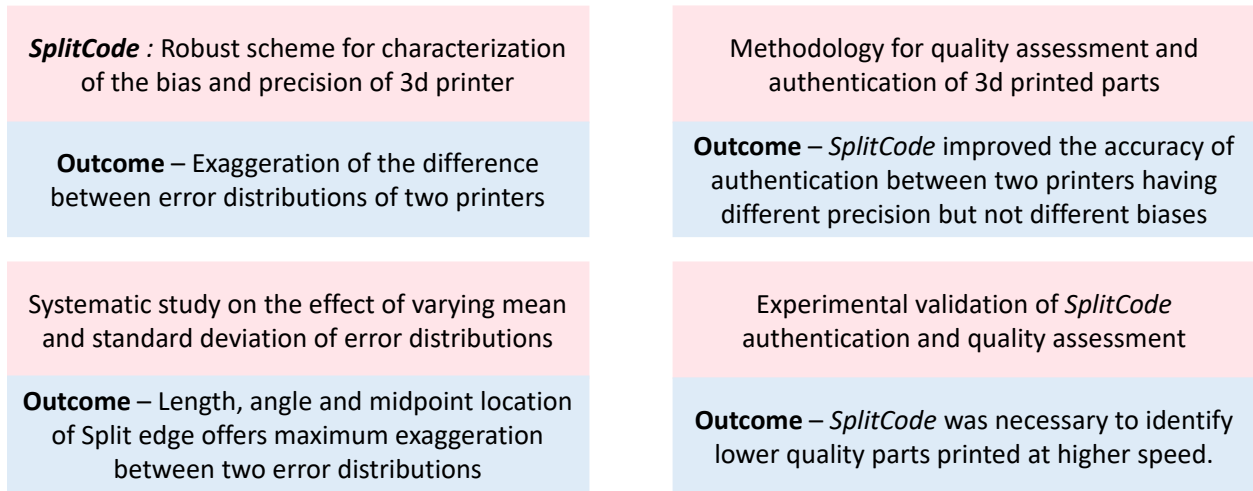 SplitCode : Robust scheme for characterization
of the bias and precision of 3d printer
Outcome – Exaggeration of the difference
between error distributions of two printers
Methodology for quality assessment and
authentication of 3d printed parts
Outcome – SplitCode improved the accuracy of
authentication between two printers having
different precision but not different biases
Systematic study on the effect of varying mean
and standard deviation of error distributions
Outcome – Length, angle and midpoint location
of Split edge offers maximum exaggeration
between two error distributions
Experimental validation of SplitCode
authentication and quality assessment
Outcome – SplitCode was necessary to identify
lower quality parts printed at higher speed.